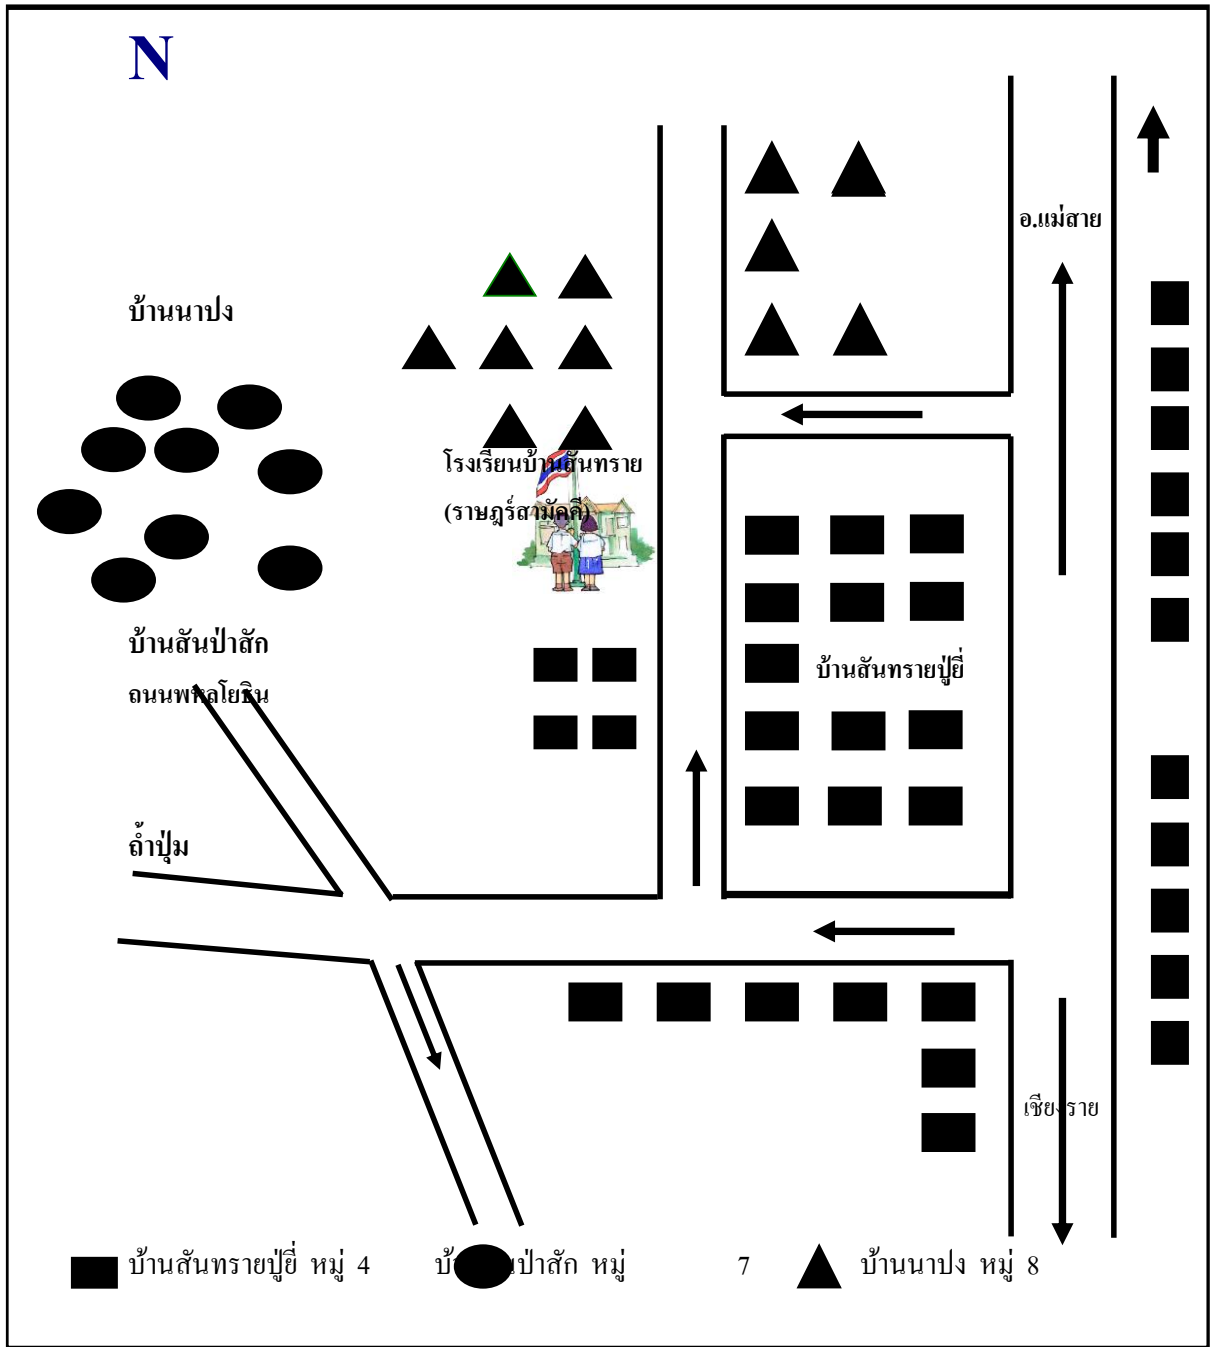 N
อ.แม่สาย
บ้านนาปง
โรงเรียนบ้านสันทราย
(ราษฎร์สามัคคี)
บ้านสันป่าสัก
บ้านสันทรายปู่ยี่
ถนนพหลโยธิน
ถ้ำปุ่ม
เชียงราย
บ้านสันทรายปู่ยี่ หมู่ 4 บ้านสันป่าสัก หมู่ 7 บ้านนาปง หมู่ 8